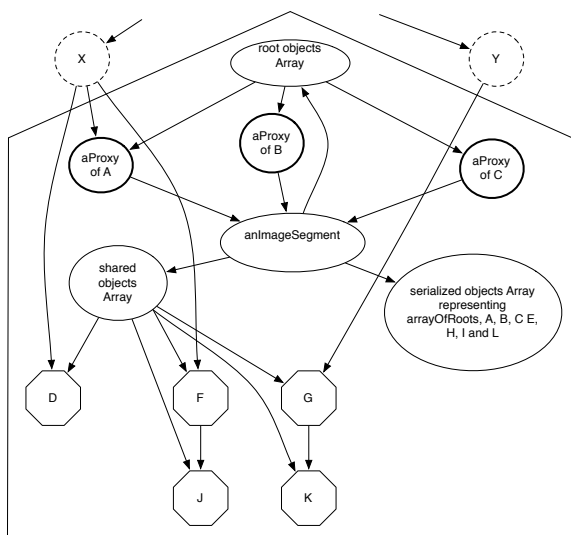 X
root objects
Array
Y
aProxy
of A
aProxy
of B
aProxy
of C
anImageSegment
shared
objects
Array
serialized objects Array
representing
arrayOfRoots, A, B, C E,
H, I and L
D
F
G
J
K